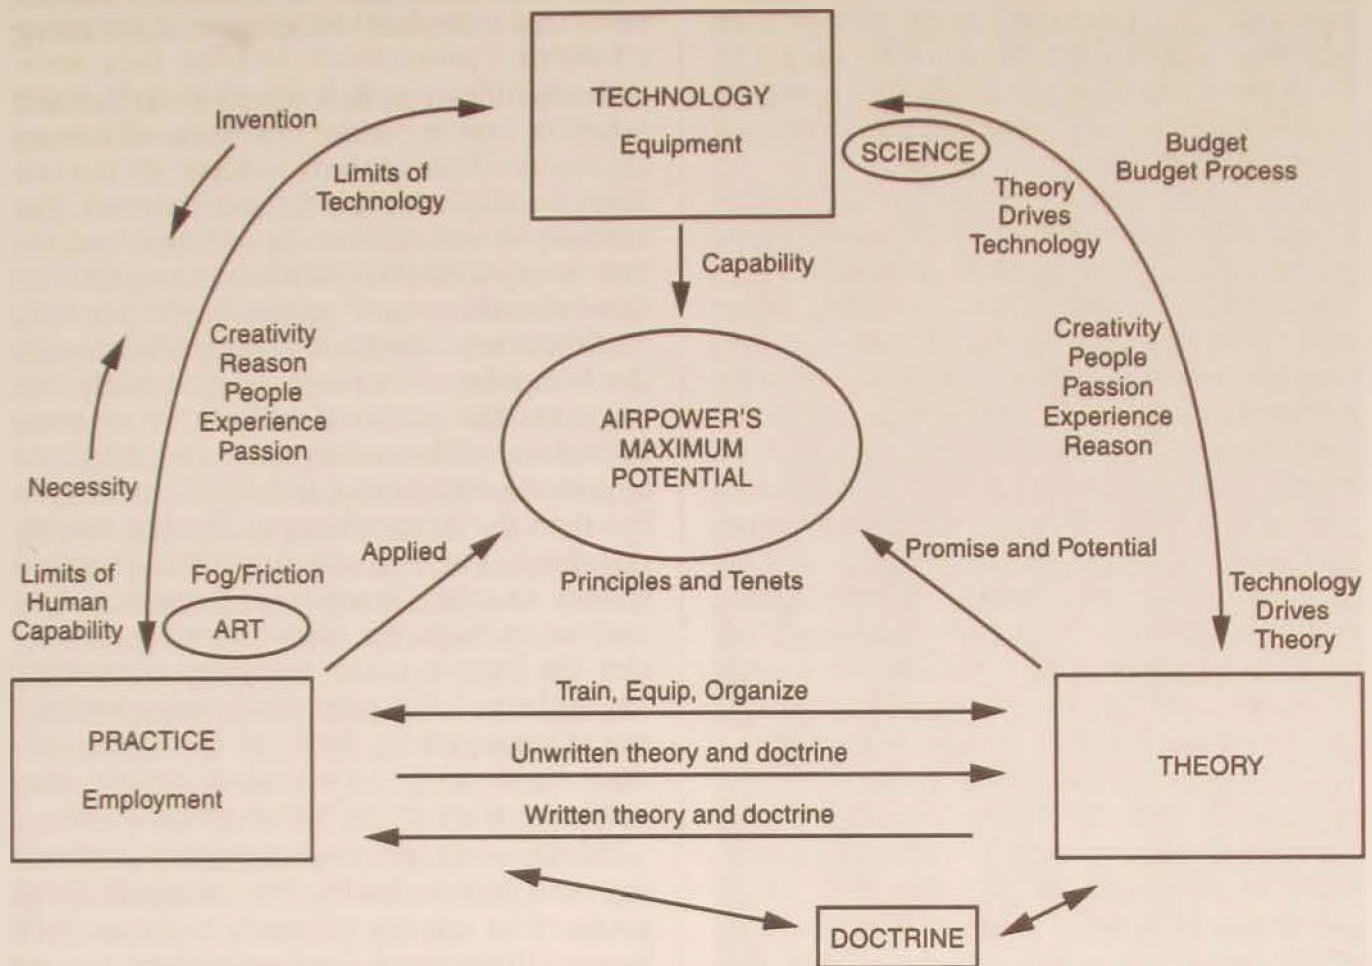 TECHNOLOGY
Equipment
Invention
Limits of
Technology
SCIENCE
Budget
Budget Process
Theory
Drives
Technology
Capability
Creativity
Reason
People
Experience
Passion
AIRPOWER'S
MAXIMUM
POTENTIAL
Creativity
People
Passion
Experience
Reason
Necessity
Applied
Promise and Potential
Limits of
Human
Capability
Fog/Friction
ART
Principles and Tenets
Technology
Drives
Theory
PRACTICE
Employment
Train, Equip, Organize
Unwritten theory and doctrine
Written theory and doctrine
THEORY
DOCTRINE